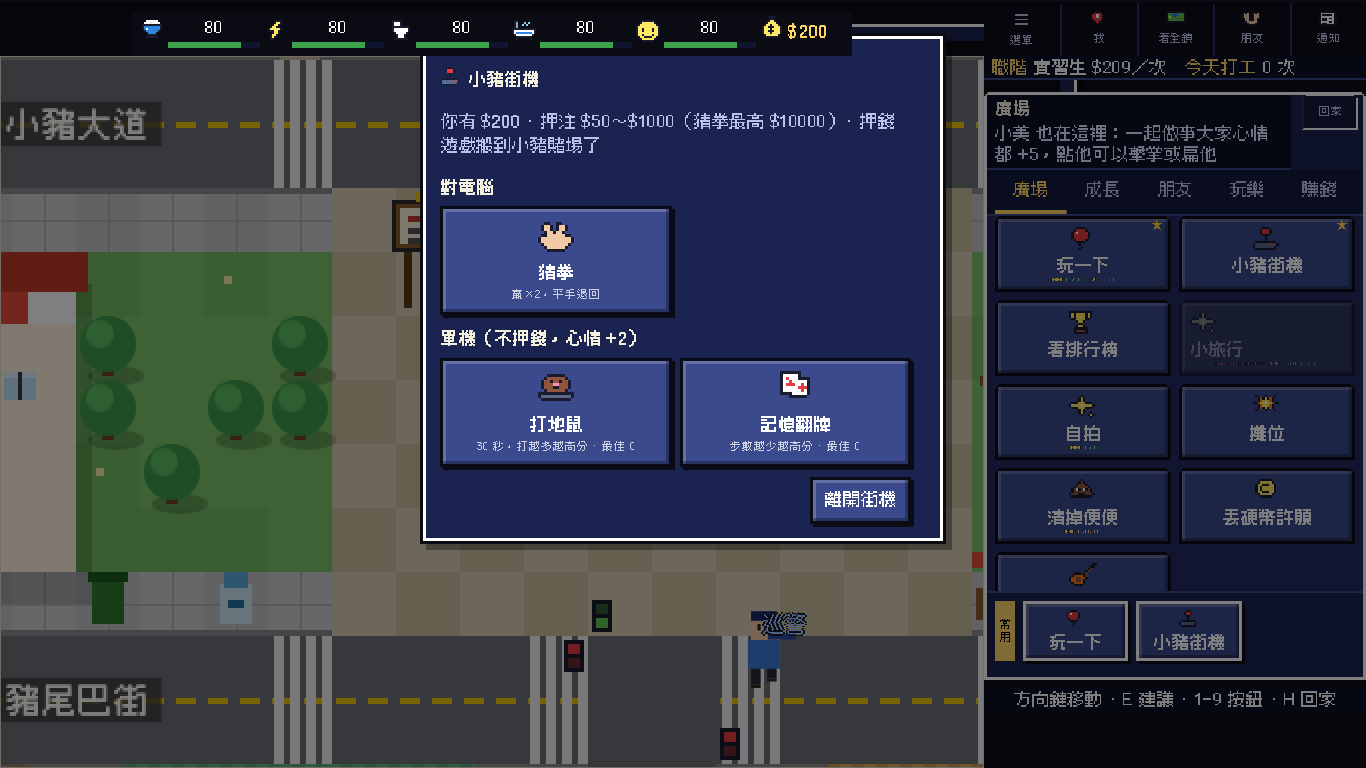 80 80 80 80 80 $200
選單 我 看全鎮 朋友 通知
職階 實習生 $209／次 今天打工 0 次
小豬街機
你有 $200．押注 $50～$1000（猜拳最高 $10000）．押錢
遊戲搬到小豬賭場了
對電腦
猜拳
贏 ×2，平手退回
單機（不押錢，心情 +2）
打地鼠
30 秒，打越多越高分．最佳 0
記憶翻牌
步數越少越高分．最佳 0
離開街機
小豬大道
豬尾巴街
巡警
廣場
回家
小美 也在這裡：一起做事大家心情
都 +5，點他可以擊掌或扁他
廣場 成長 朋友 玩樂 賺錢
玩一下 小豬街機
看排行榜 小旅行
自拍 攤位
清掉便便 丟硬幣許願
常用
玩一下 小豬街機
方向鍵移動．E 建議．1-9 按鈕．H 回家